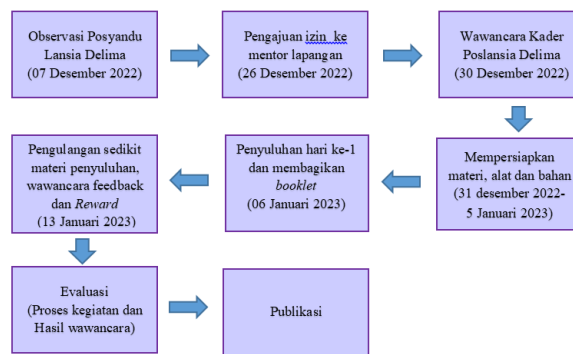 Observasi Posyandu
Lansia Delima
(07 Desember 2022)
Pengajuan izin ke
mentor lapangan
(26 Desember 2022)
Wawancara Kader
Poslansia Delima
(30 Desember 2022)
Mempersiapkan
materi, alat dan bahan
(31 desember 2022-
5 Januari 2023)
Penyuluhan hari ke-1
dan membagikan
booklet
(06 Januari 2023)
Pengulangan sedikit
materi penyuluhan,
wawancara feedback
dan Reward
(13 Januari 2023)
Evaluasi
(Proses kegiatan dan
Hasil wawancara)
Publikasi